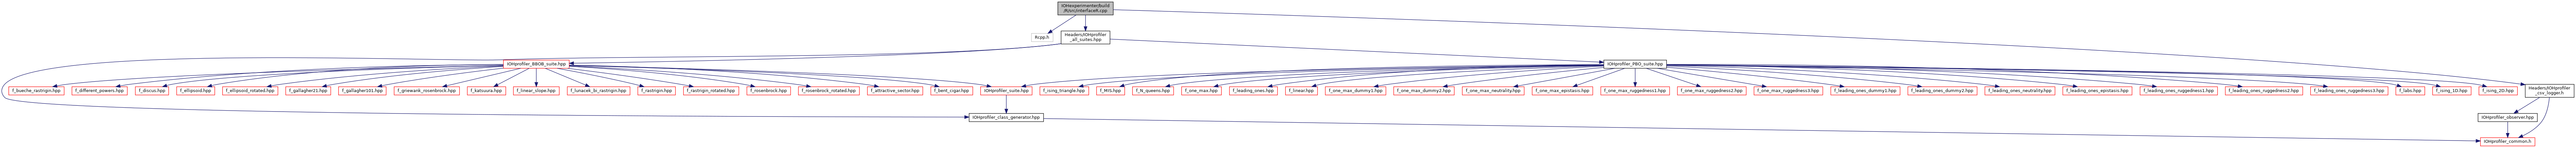 IOHexperimenter/build
/R/src/interfaceR.cpp
Rcpp.h
Headers/IOHprofiler
_all_suites.hpp
IOHprofiler_BBOB_suite.hpp
IOHprofiler_PBO_suite.hpp
f_bueche_rastrigin.hpp
f_different_powers.hpp
f_discus.hpp
f_ellipsoid.hpp
f_ellipsoid_rotated.hpp
f_gallagher21.hpp
f_gallagher101.hpp
f_griewank_rosenbrock.hpp
f_katsuura.hpp
f_linear_slope.hpp
f_lunacek_bi_rastrigin.hpp
f_rastrigin.hpp
f_rastrigin_rotated.hpp
f_rosenbrock.hpp
f_rosenbrock_rotated.hpp
f_attractive_sector.hpp
f_bent_cigar.hpp
IOHprofiler_suite.hpp
f_ising_triangle.hpp
f_MIS.hpp
f_N_queens.hpp
f_one_max.hpp
f_leading_ones.hpp
f_linear.hpp
f_one_max_dummy1.hpp
f_one_max_dummy2.hpp
f_one_max_neutrality.hpp
f_one_max_epistasis.hpp
f_one_max_ruggedness1.hpp
f_one_max_ruggedness2.hpp
f_one_max_ruggedness3.hpp
f_leading_ones_dummy1.hpp
f_leading_ones_dummy2.hpp
f_leading_ones_neutrality.hpp
f_leading_ones_epistasis.hpp
f_leading_ones_ruggedness1.hpp
f_leading_ones_ruggedness2.hpp
f_leading_ones_ruggedness3.hpp
f_labs.hpp
f_ising_1D.hpp
f_ising_2D.hpp
Headers/IOHprofiler
_csv_logger.h
IOHprofiler_class_generator.hpp
IOHprofiler_observer.hpp
IOHprofiler_common.h